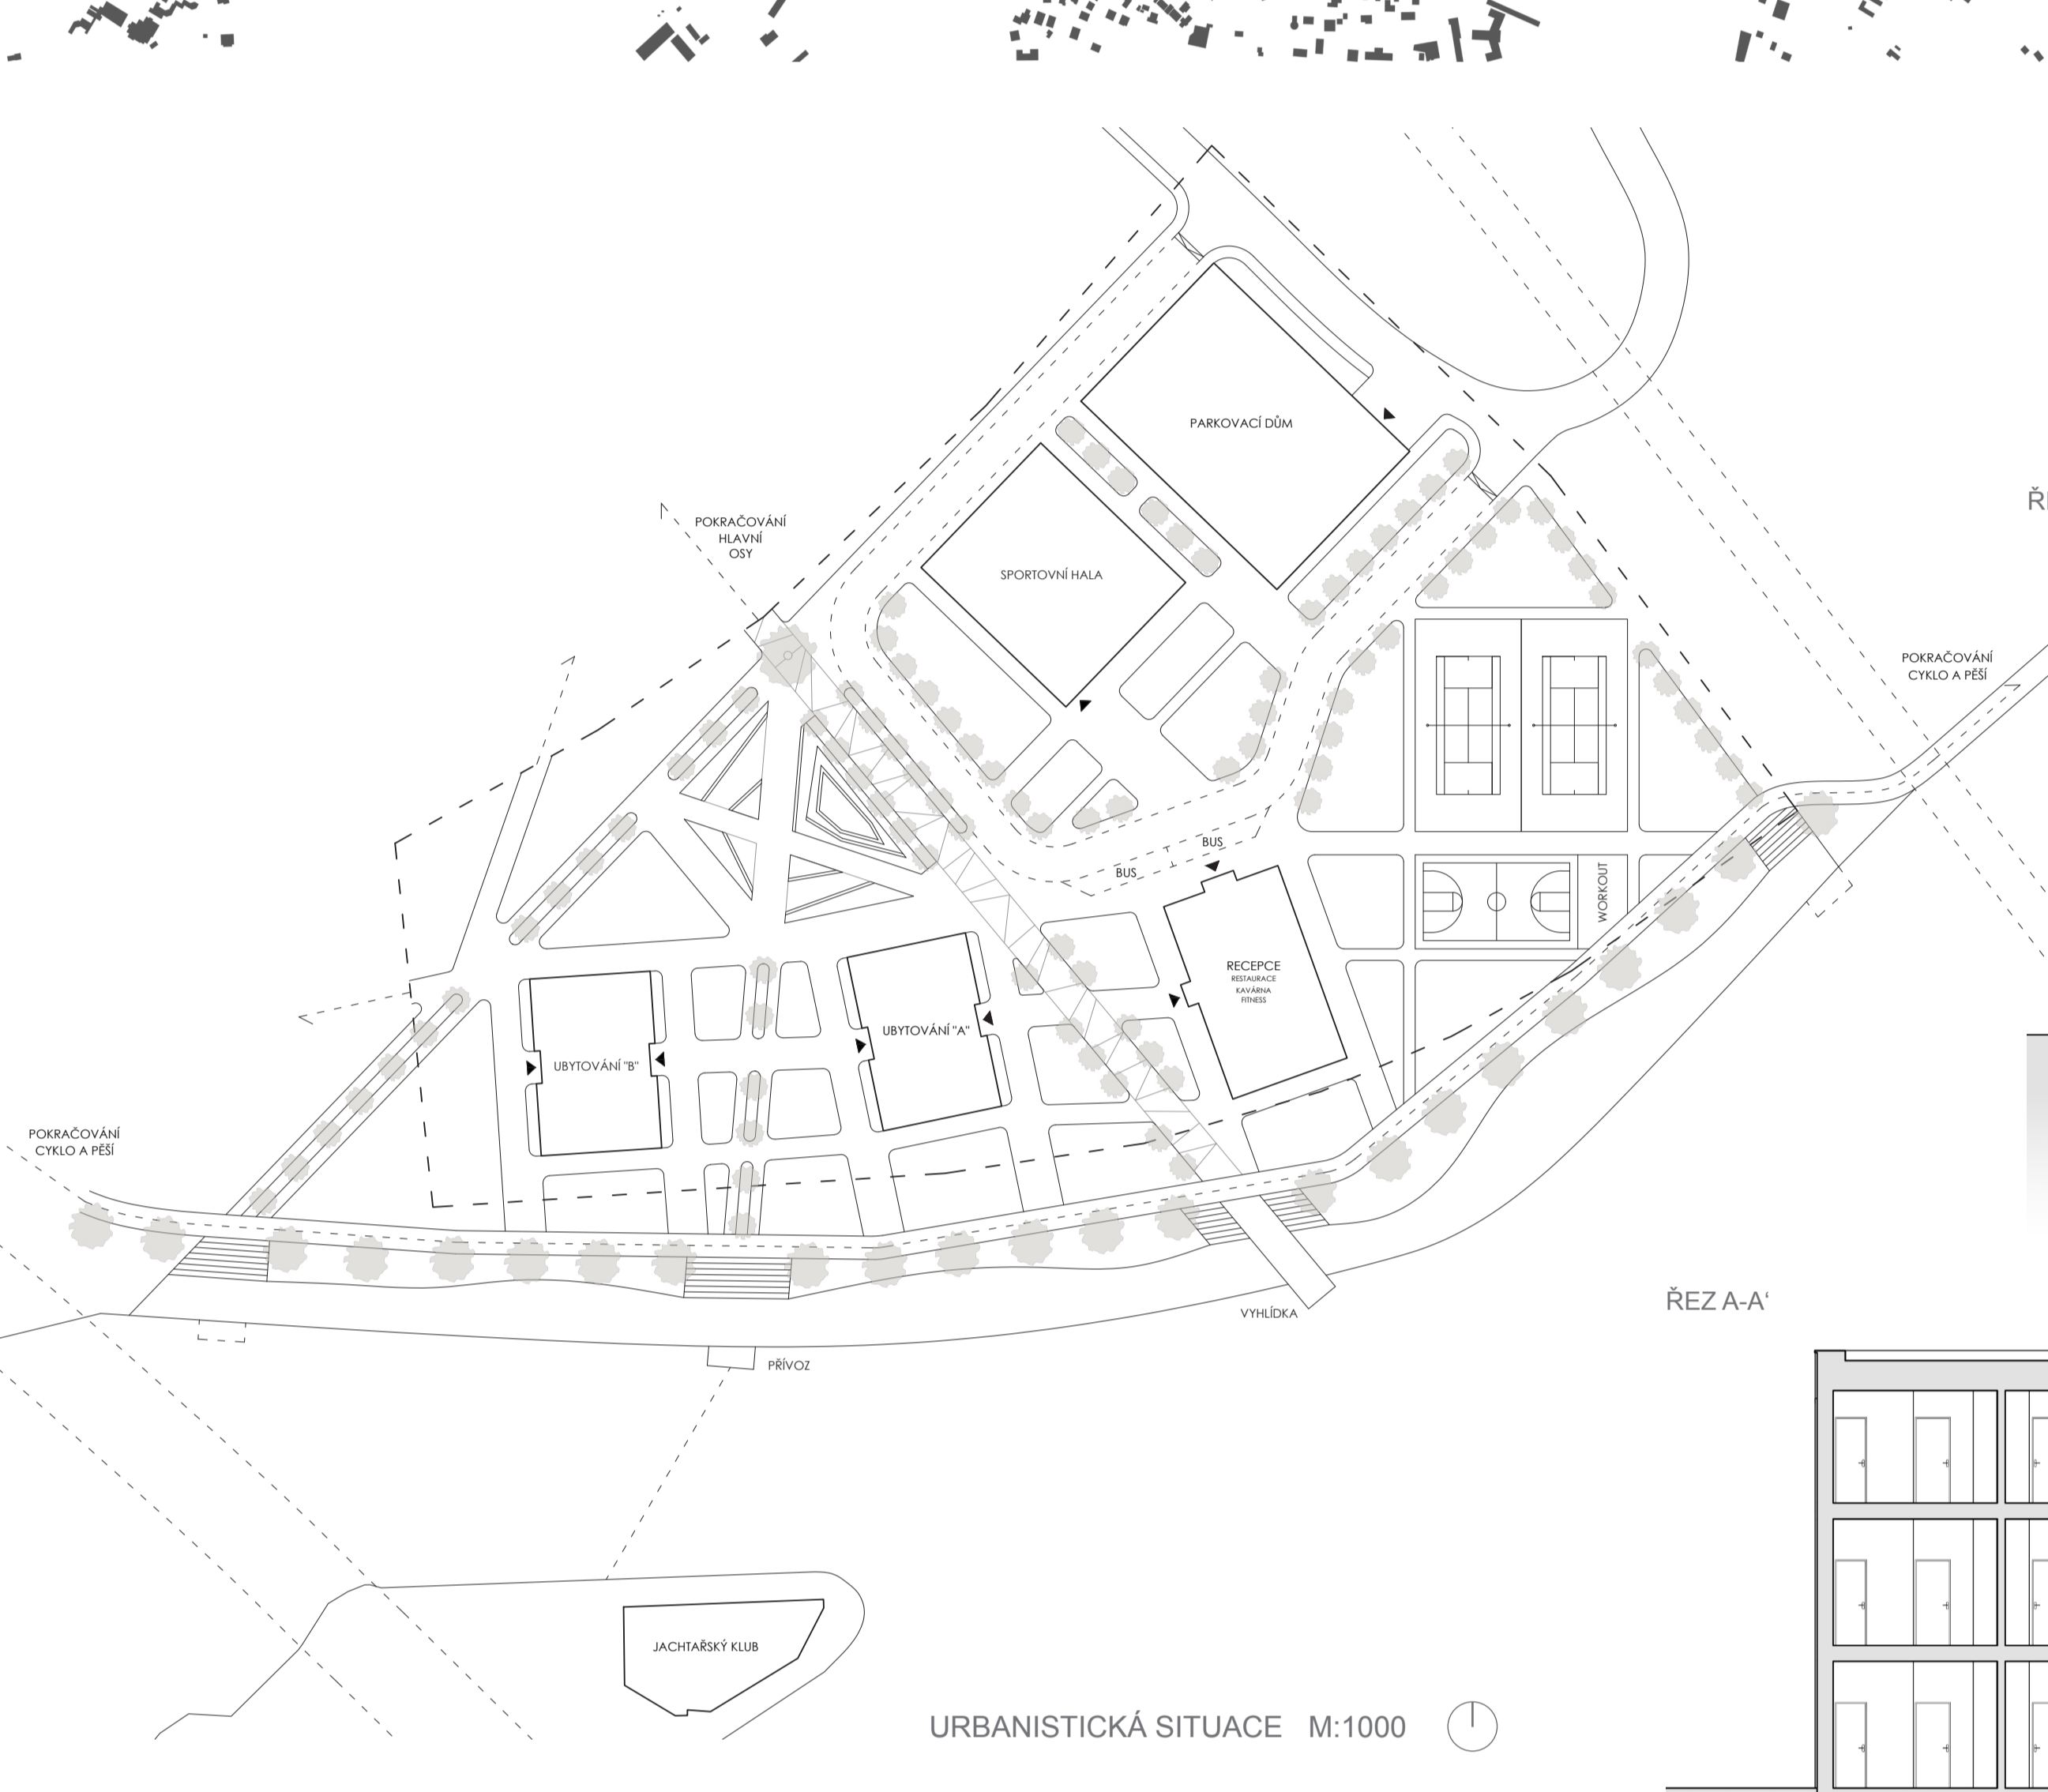 PARKOVACÍ DŮM
Ř
POKRAČOVÁNÍ
HLAVNÍ
OSY
SPORTOVNÍ HALA
POKRAČOVÁNÍ
CYKLO A PĚŠÍ
BUS
BUS
WORKOUT
RECEPCE
RESTAURACE
KAVÁRNA
FITNESS
UBYTOVÁNÍ "A"
UBYTOVÁNÍ "B"
POKRAČOVÁNÍ
CYKLO A PĚŠÍ
VYHLÍDKA
ŘEZ A-A‘
PŘÍVOZ
JACHTAŘSKÝ KLUB
URBANISTICKÁ SITUACE M:1000